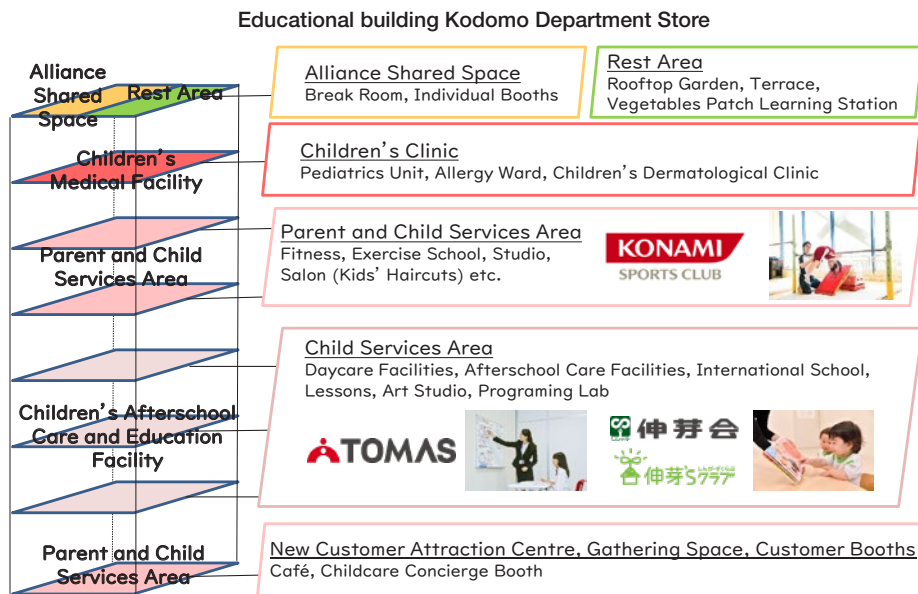 Educational building Kodomo Department Store
Alliance
Shared
Space
Rest Area
Alliance Shared Space
Break Room, Individual Booths
Rest Area
Rooftop Garden, Terrace,
Vegetables Patch Learning Station
Children's
Medical Facility
Children's Clinic
Pediatrics Unit, Allergy Ward, Children's Dermatological Clinic
Parent and Child
Services Area
Parent and Child Services Area
Fitness, Exercise School, Studio,
Salon (Kids' Haircuts) etc.
KONAMI
SPORTS CLUB
Children's Afterschool
Care and Education
Facility
Child Services Area
Daycare Facilities, Afterschool Care Facilities, International School,
Lessons, Art Studio, Programing Lab
TOMAS
伸芽会
伸芽'Sクラブ
Parent and Child
Services Area
New Customer Attraction Centre, Gathering Space, Customer Booths
Café, Childcare Concierge Booth